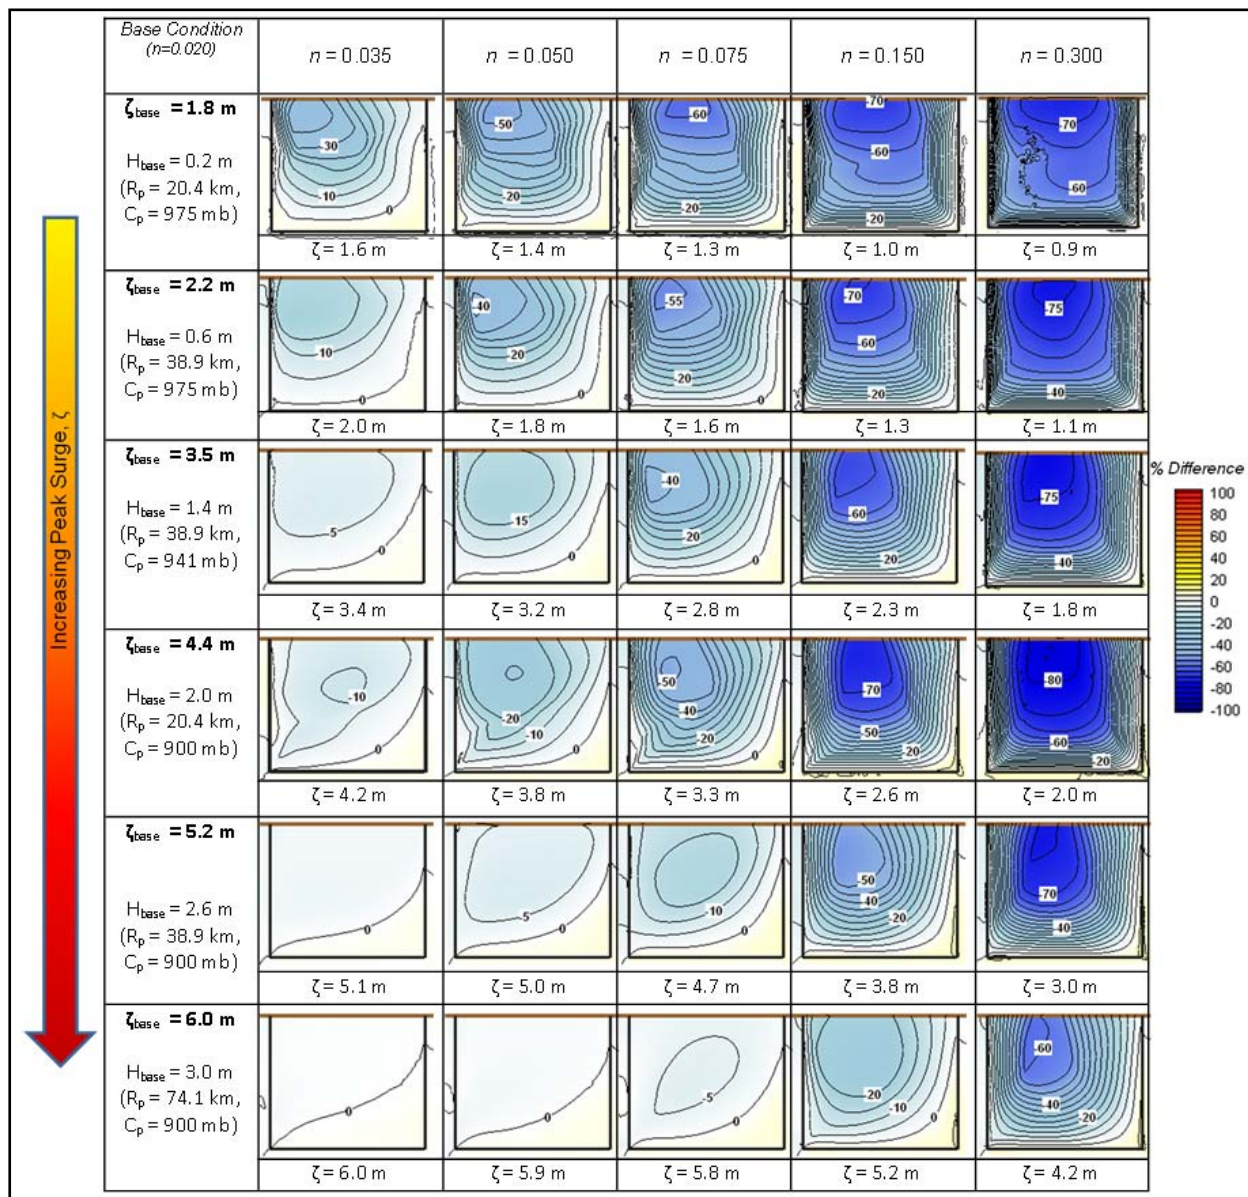 Base Condition
(n=0.020)
n = 0.035
n = 0.050
n = 0.075
n = 0.150
n = 0.300
ζbase = 1.8 m
Hbase = 0.2 m
(Rp = 20.4 km,
Cp = 975 mb)
-30
-10
0
-50
-20
0
-60
-20
0
-70
-60
-20
-70
-60
ζ = 1.6 m
ζ = 1.4 m
ζ = 1.3 m
ζ = 1.0 m
ζ = 0.9 m
ζbase = 2.2 m
Hbase = 0.6 m
(Rp = 38.9 km,
Cp = 975 mb)
-10
0
-40
-20
0
-55
-20
0
-70
-60
-20
-75
-40
ζ = 2.0 m
ζ = 1.8 m
ζ = 1.6 m
ζ = 1.3
ζ = 1.1 m
ζbase = 3.5 m
Hbase = 1.4 m
(Rp = 38.9 km,
Cp = 941 mb)
5
0
-15
0
-40
-20
0
-60
-20
-75
-40
ζ = 3.4 m
ζ = 3.2 m
ζ = 2.8 m
ζ = 2.3 m
ζ = 1.8 m
ζbase = 4.4 m
Hbase = 2.0 m
(Rp = 20.4 km,
Cp = 900 mb)
-10
0
-20
-10
0
-50
-40
-20
0
-70
-50
-20
-80
-60
-20
ζ = 4.2 m
ζ = 3.8 m
ζ = 3.3 m
ζ = 2.6 m
ζ = 2.0 m
ζbase = 5.2 m
Hbase = 2.6 m
(Rp = 38.9 km,
Cp = 900 mb)
0
-5
0
-10
0
-50
-40
-20
-70
-40
ζ = 5.1 m
ζ = 5.0 m
ζ = 4.7 m
ζ = 3.8 m
ζ = 3.0 m
ζbase = 6.0 m
Hbase = 3.0 m
(Rp = 74.1 km,
Cp = 900 mb)
0
0
-5
0
-20
-10
0
-60
-40
-20
ζ = 6.0 m
ζ = 5.9 m
ζ = 5.8 m
ζ = 5.2 m
ζ = 4.2 m
Increasing Peak Surge, ζ
% Difference
100
80
60
40
20
0
-20
-40
-60
-80
-100